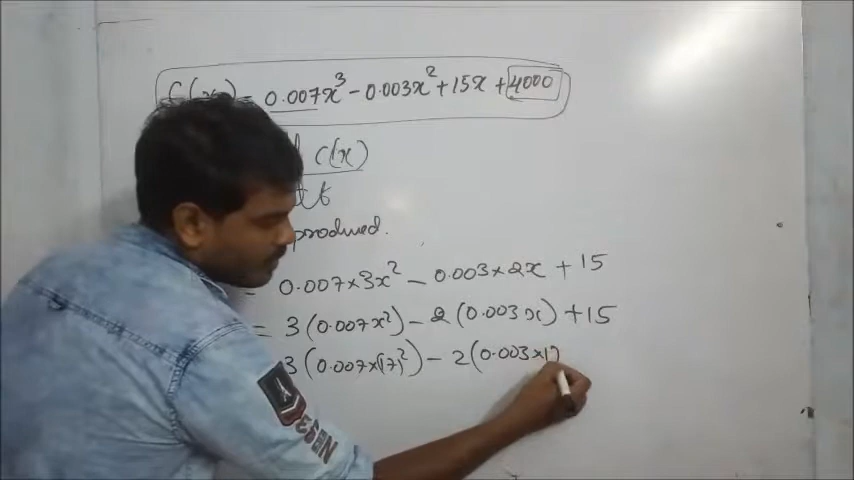 C(x) = 0.007x³ - 0.003x² + 15x + 4000
C(x)
produced.
= 0.007×3x² - 0.003×2x + 15
= 3(0.007x²) - 2(0.003x) + 15
3(0.007×(17)²) - 2(0.003×17